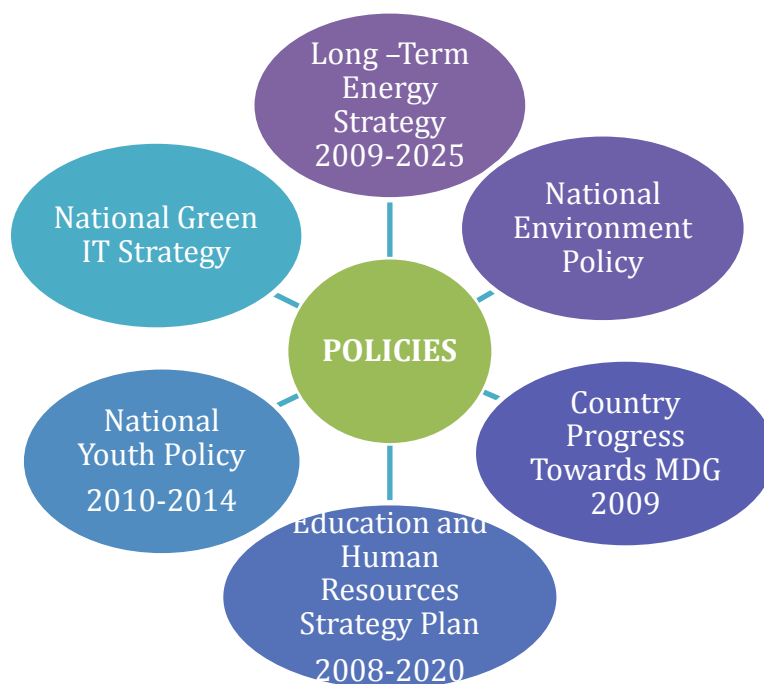 Long –Term
Energy
Strategy
2009-2025
National
Environment
Policy
Country
Progress
Towards MDG
2009
Education and
Human
Resources
Strategy Plan
2008-2020
National
Youth Policy
2010-2014
National Green
IT Strategy
POLICIES